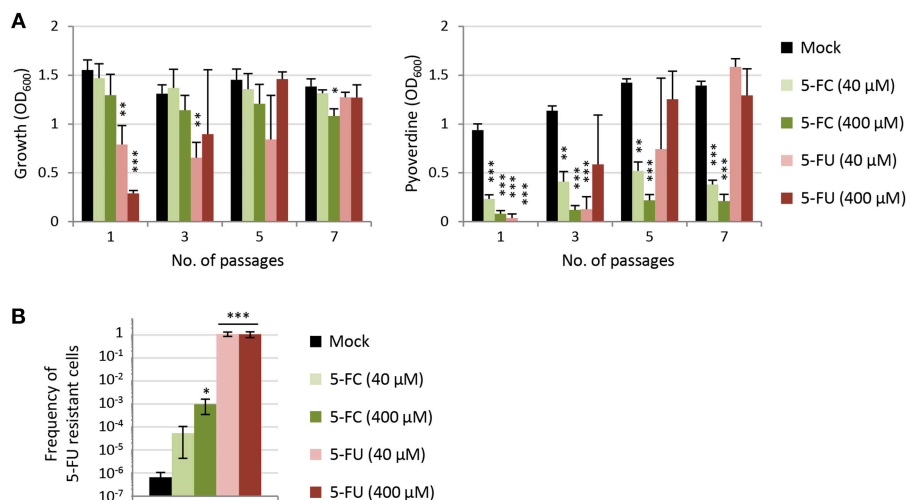 A
Growth (OD600)
2
1.5
1
0.5
0
** ***
**
*
1 3 5 7
No. of passages
Pyoverdine (OD600)
2
1.5
1
0.5
0
*** *** *** ***
** *** ***
** ***
*** ***
1 3 5 7
No. of passages
Mock
5-FC (40 µM)
5-FC (400 µM)
5-FU (40 µM)
5-FU (400 µM)
B
Frequency of
5-FU resistant cells
1
10-1
10-2
10-3
10-4
10-5
10-6
10-7
*
***
Mock
5-FC (40 µM)
5-FC (400 µM)
5-FU (40 µM)
5-FU (400 µM)